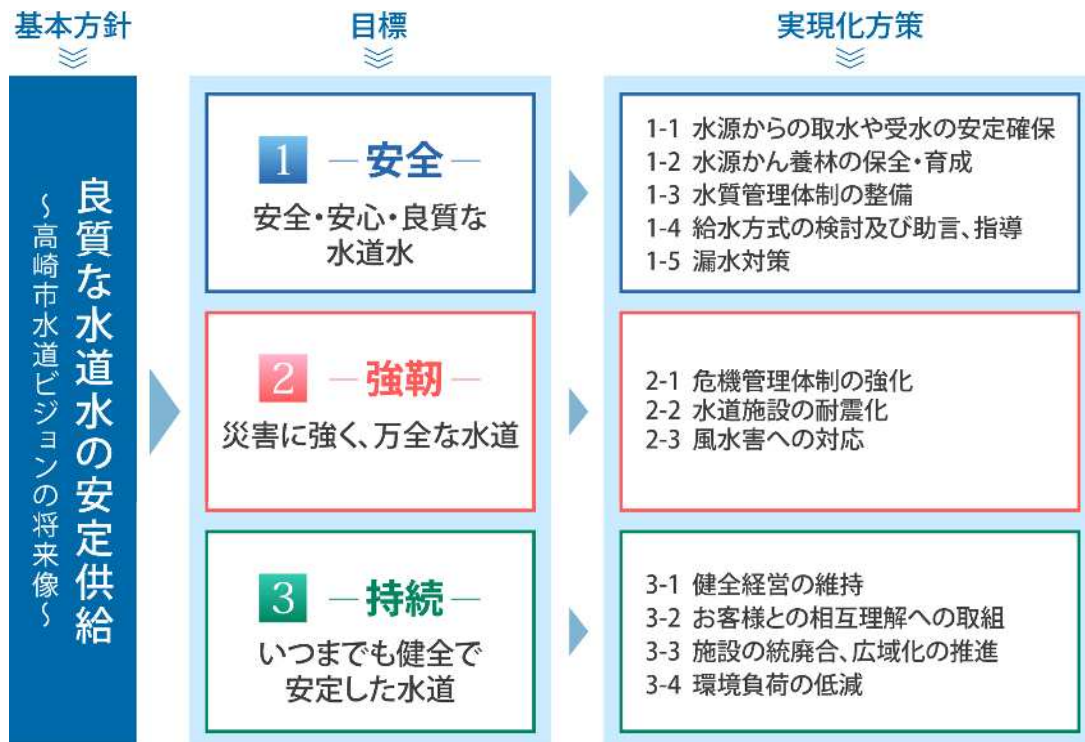 基本方針
目標
実現化方策
良質な水道水の安定供給
～高崎市水道ビジョンの将来像～
1 ―安全―
安全・安心・良質な
水道水
1-1 水源からの取水や受水の安定確保
1-2 水源かん養林の保全・育成
1-3 水質管理体制の整備
1-4 給水方式の検討及び助言、指導
1-5 漏水対策
2 ―強靭―
災害に強く、万全な水道
2-1 危機管理体制の強化
2-2 水道施設の耐震化
2-3 風水害への対応
3 ―持続―
いつまでも健全で
安定した水道
3-1 健全経営の維持
3-2 お客様との相互理解への取組
3-3 施設の統廃合、広域化の推進
3-4 環境負荷の低減